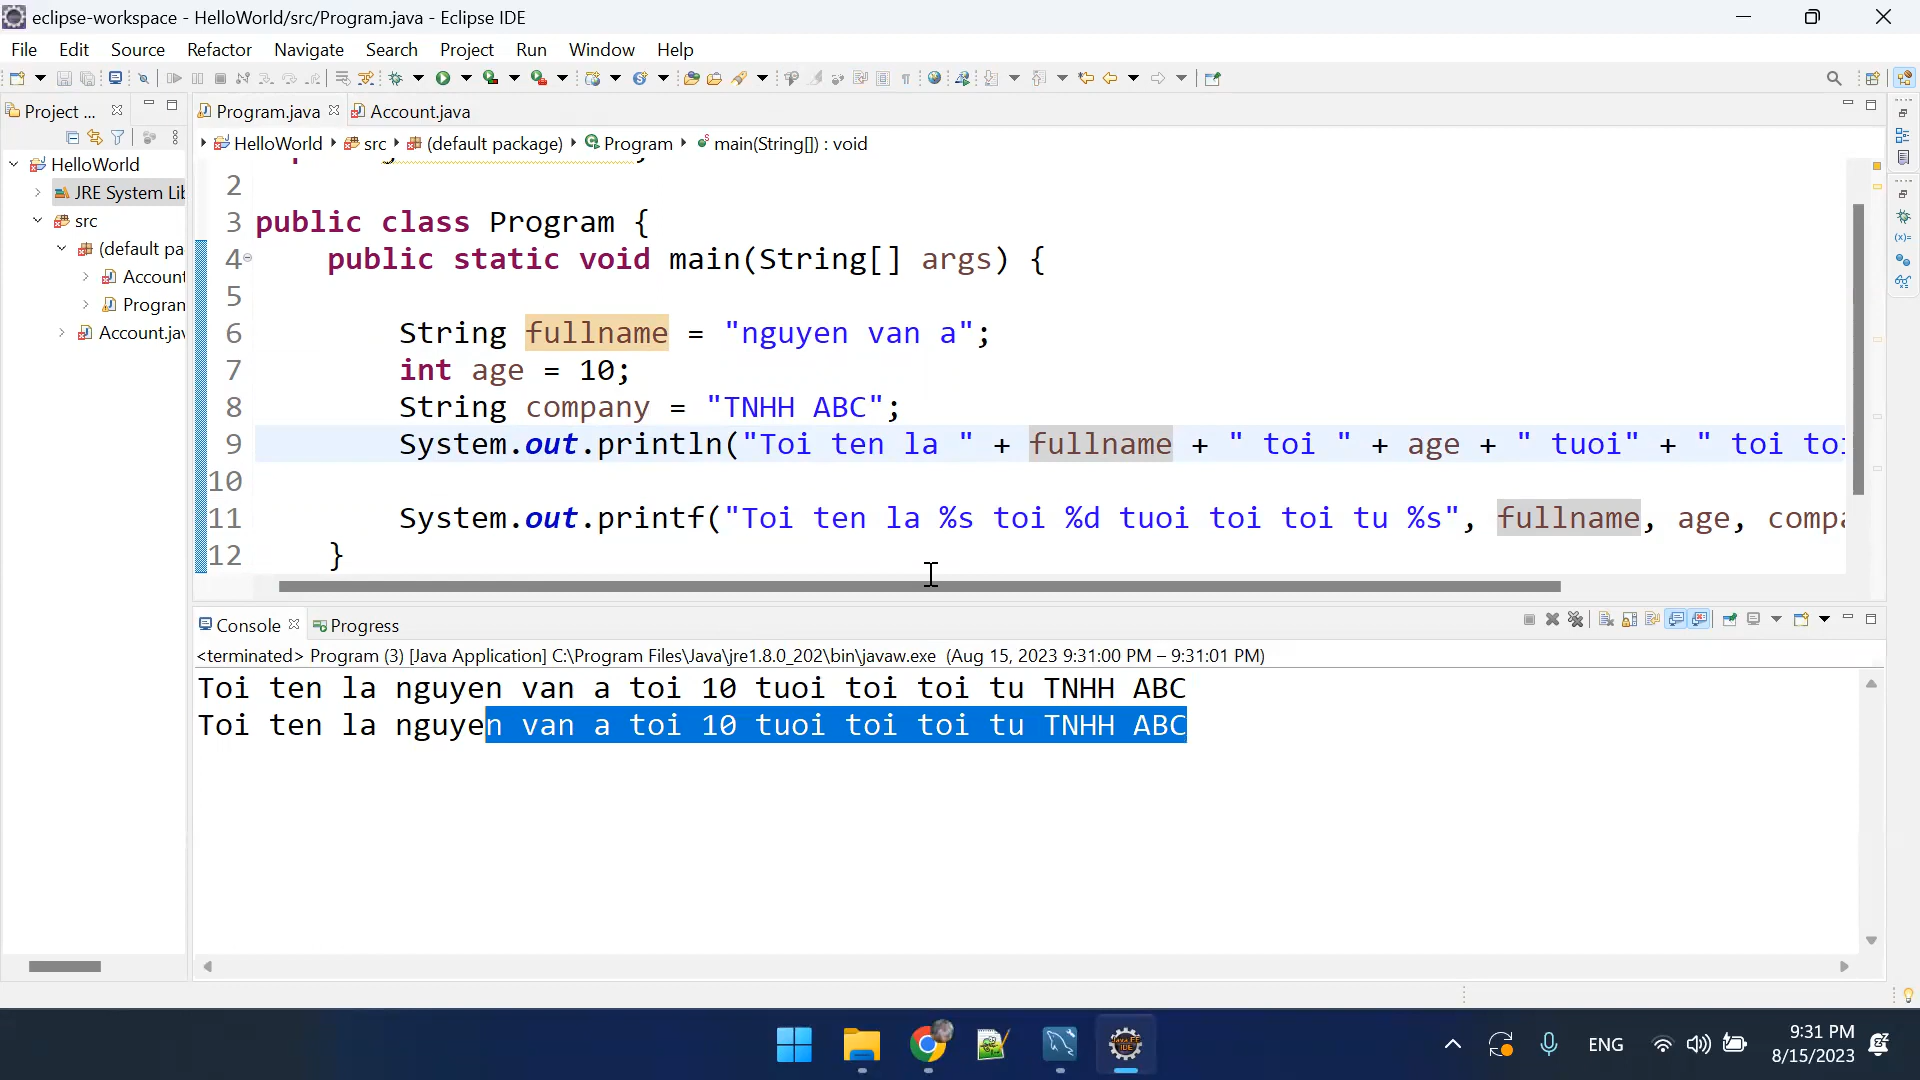 eclipse-workspace - HelloWorld/src/Program.java - Eclipse IDE
File Edit Source Refactor Navigate Search Project Run Window Help
Project ...
Program.java Account.java
HelloWorld src (default package) Program main(String[]) : void
HelloWorld
JRE System Lib
src
(default pa
Account
Program
Account.jav
2
3 public class Program {
4 public static void main(String[] args) {
5
6 String fullname = "nguyen van a";
7 int age = 10;
8 String company = "TNHH ABC";
9 System.out.println("Toi ten la " + fullname + " toi " + age + " tuoi" + " toi toi
10
11 System.out.printf("Toi ten la %s toi %d tuoi toi toi tu %s", fullname, age, compa
12 }
Console Progress
<terminated> Program (3) [Java Application] C:\Program Files\Java\jre1.8.0_202\bin\javaw.exe (Aug 15, 2023 9:31:00 PM – 9:31:01 PM)
Toi ten la nguyen van a toi 10 tuoi toi toi tu TNHH ABC
Toi ten la nguyen van a toi 10 tuoi toi toi tu TNHH ABC
ENG
9:31 PM
8/15/2023